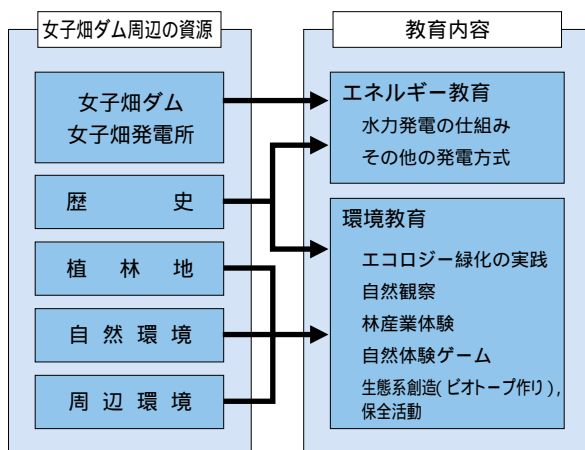 女子畑ダム周辺の資源
女子畑ダム
女子畑発電所
歴史
植林地
自然環境
周辺環境
教育内容
エネルギー教育
水力発電の仕組み
その他の発電方式
環境教育
エコロジー緑化の実践
自然観察
林産業体験
自然体験ゲーム
生態系創造(ビオトープ作り),
保全活動